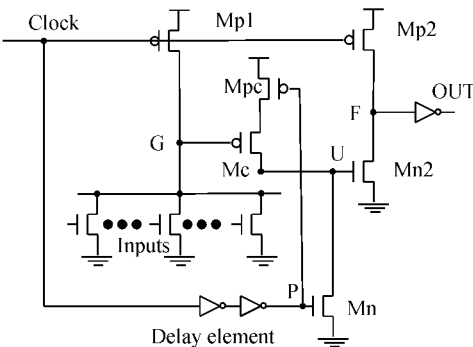 Clock
Mp1
Mp2
Mpc
OUT
F
G
U
Mc
Mn2
Inputs
P
Mn
Delay element